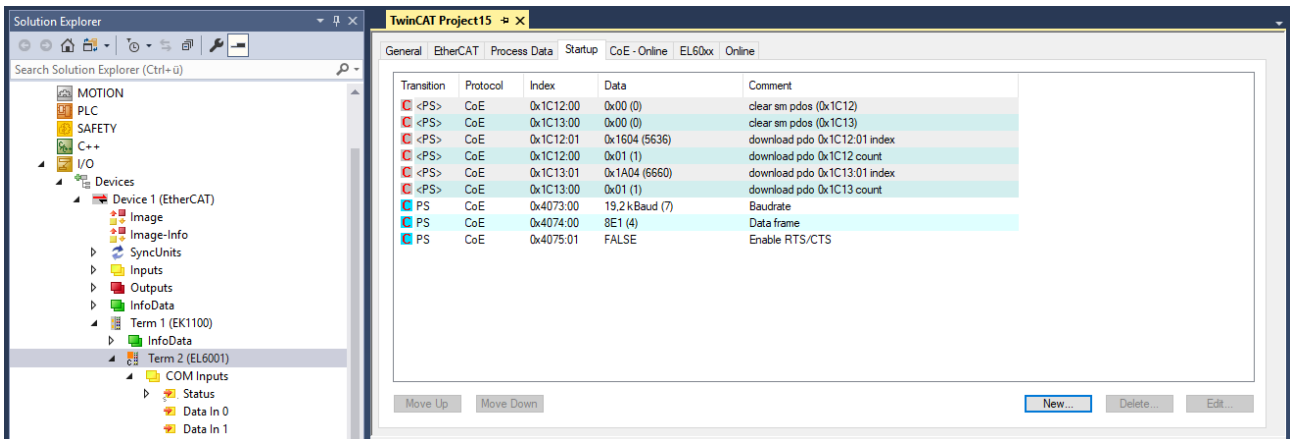 Solution Explorer
Search Solution Explorer (Ctrl+ü)
MOTION
PLC
SAFETY
C++
I/O
Devices
Device 1 (EtherCAT)
Image
Image-Info
SyncUnits
Inputs
Outputs
InfoData
Term 1 (EK1100)
InfoData
Term 2 (EL6001)
COM Inputs
Status
Data In 0
Data In 1
TwinCAT Project15
General EtherCAT Process Data Startup CoE - Online EL60xx Online
Transition Protocol Index Data Comment
C <PS> CoE 0x1C12:00 0x00 (0) clear sm pdos (0x1C12)
C <PS> CoE 0x1C13:00 0x00 (0) clear sm pdos (0x1C13)
C <PS> CoE 0x1C12:01 0x1604 (5636) download pdo 0x1C12:01 index
C <PS> CoE 0x1C12:00 0x01 (1) download pdo 0x1C12 count
C <PS> CoE 0x1C13:01 0x1A04 (6660) download pdo 0x1C13:01 index
C <PS> CoE 0x1C13:00 0x01 (1) download pdo 0x1C13 count
C PS CoE 0x4073:00 19,2 kBaud (7) Baudrate
C PS CoE 0x4074:00 8E1 (4) Data frame
C PS CoE 0x4075:01 FALSE Enable RTS/CTS
Move Up Move Down New... Delete... Edit...